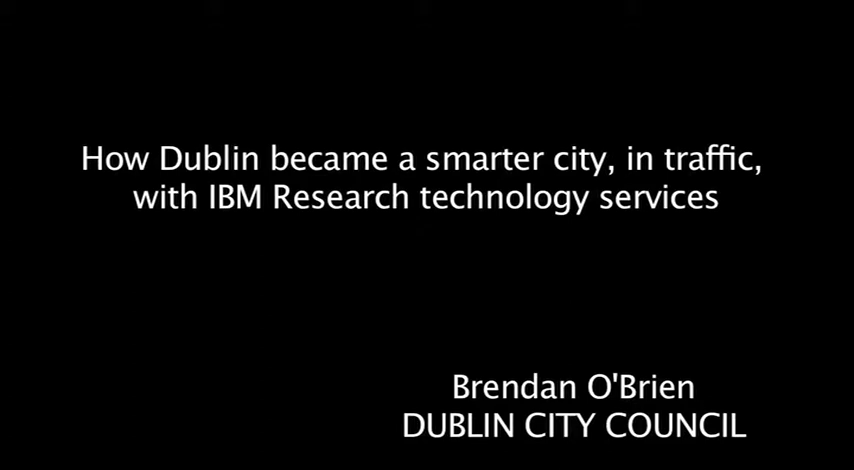 How Dublin became a smarter city, in traffic,
with IBM Research technology services
Brendan O'Brien
DUBLIN CITY COUNCIL